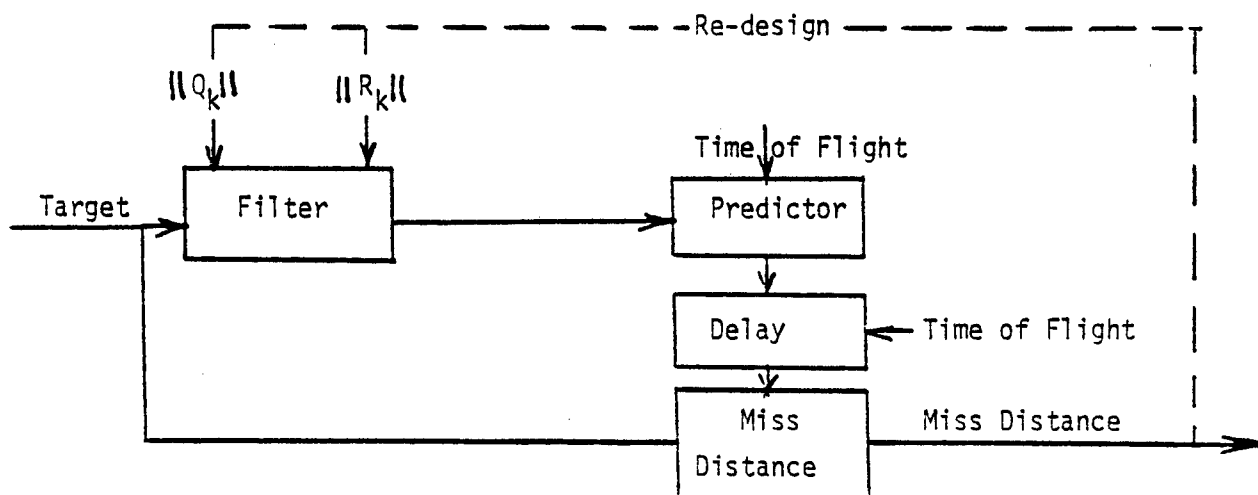 Re-design
||Q_k|| ||R_k||
Time of Flight
Target
Filter
Predictor
Delay
Time of Flight
Miss
Distance
Miss Distance